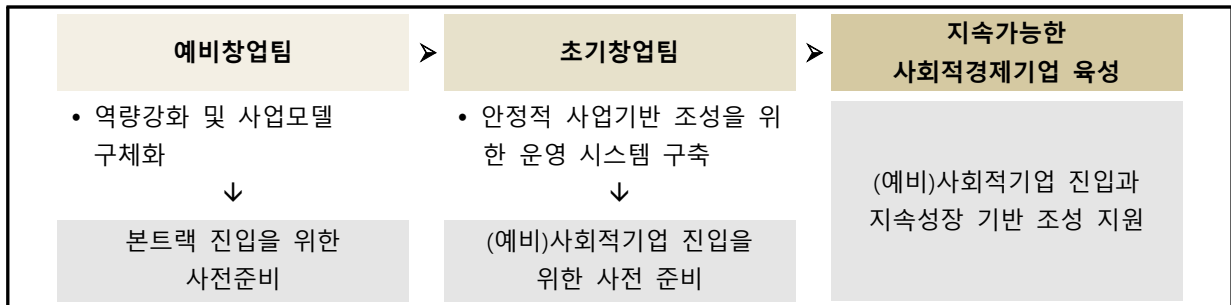 예비창업팀
• 역량강화 및 사업모델
구체화
↓
본트랙 진입을 위한
사전준비
➢
초기창업팀
• 안정적 사업기반 조성을 위
한 운영 시스템 구축
↓
(예비)사회적기업 진입을
위한 사전 준비
➢
지속가능한
사회적경제기업 육성
(예비)사회적기업 진입과
지속성장 기반 조성 지원